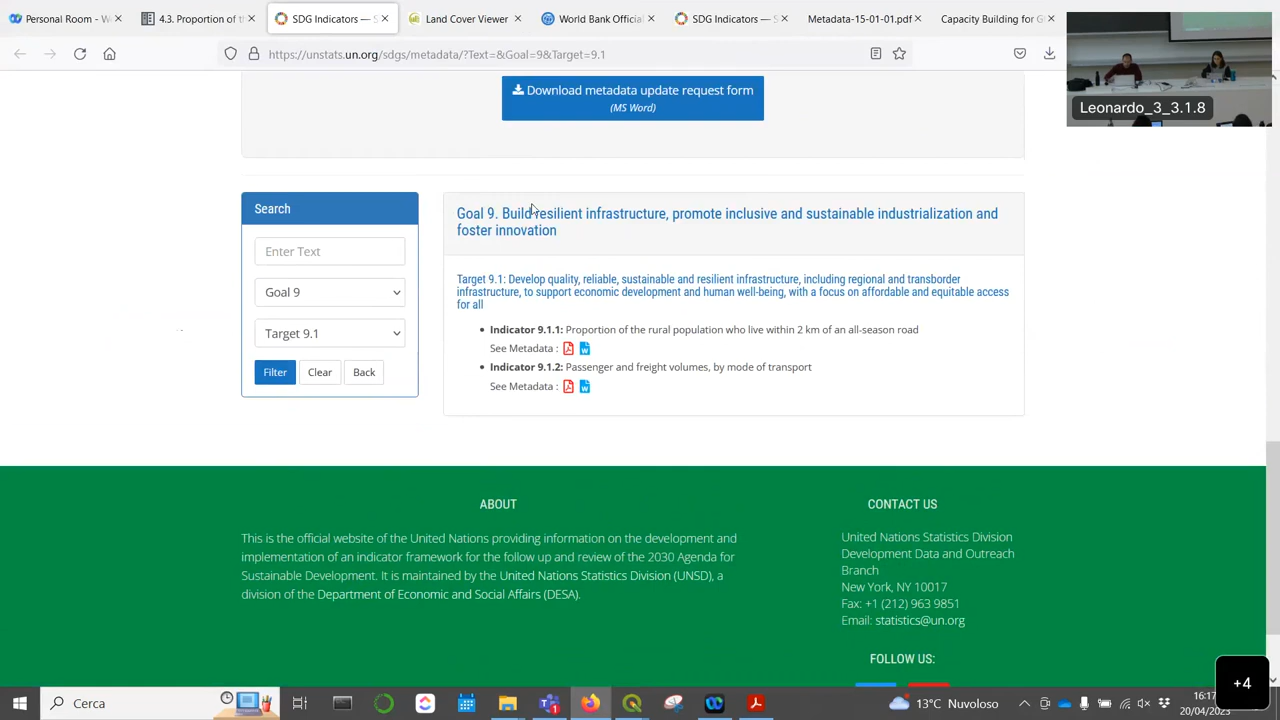 Personal Room - W
4.3. Proportion of t
SDG Indicators —
Land Cover Viewer
World Bank Official
SDG Indicators — S
Metadata-15-01-01.pdf
Capacity Building for G
https://unstats.un.org/sdgs/metadata/?Text=&Goal=9&Target=9.1
Leonardo_3_3.1.8
Download metadata update request form
(MS Word)
Search
Enter Text
Goal 9
Target 9.1
Filter
Clear
Back
Goal 9. Build resilient infrastructure, promote inclusive and sustainable industrialization and
foster innovation
Target 9.1: Develop quality, reliable, sustainable and resilient infrastructure, including regional and transborder
infrastructure, to support economic development and human well-being, with a focus on affordable and equitable access
for all
Indicator 9.1.1: Proportion of the rural population who live within 2 km of an all-season road
See Metadata :
Indicator 9.1.2: Passenger and freight volumes, by mode of transport
See Metadata :
ABOUT
This is the official website of the United Nations providing information on the development and
implementation of an indicator framework for the follow up and review of the 2030 Agenda for
Sustainable Development. It is maintained by the United Nations Statistics Division (UNSD), a
division of the Department of Economic and Social Affairs (DESA).
CONTACT US
United Nations Statistics Division
Development Data and Outreach
Branch
New York, NY 10017
Fax: +1 (212) 963 9851
Email: statistics@un.org
FOLLOW US:
+4
Cerca
13°C Nuvoloso
16:17
20/04/2023